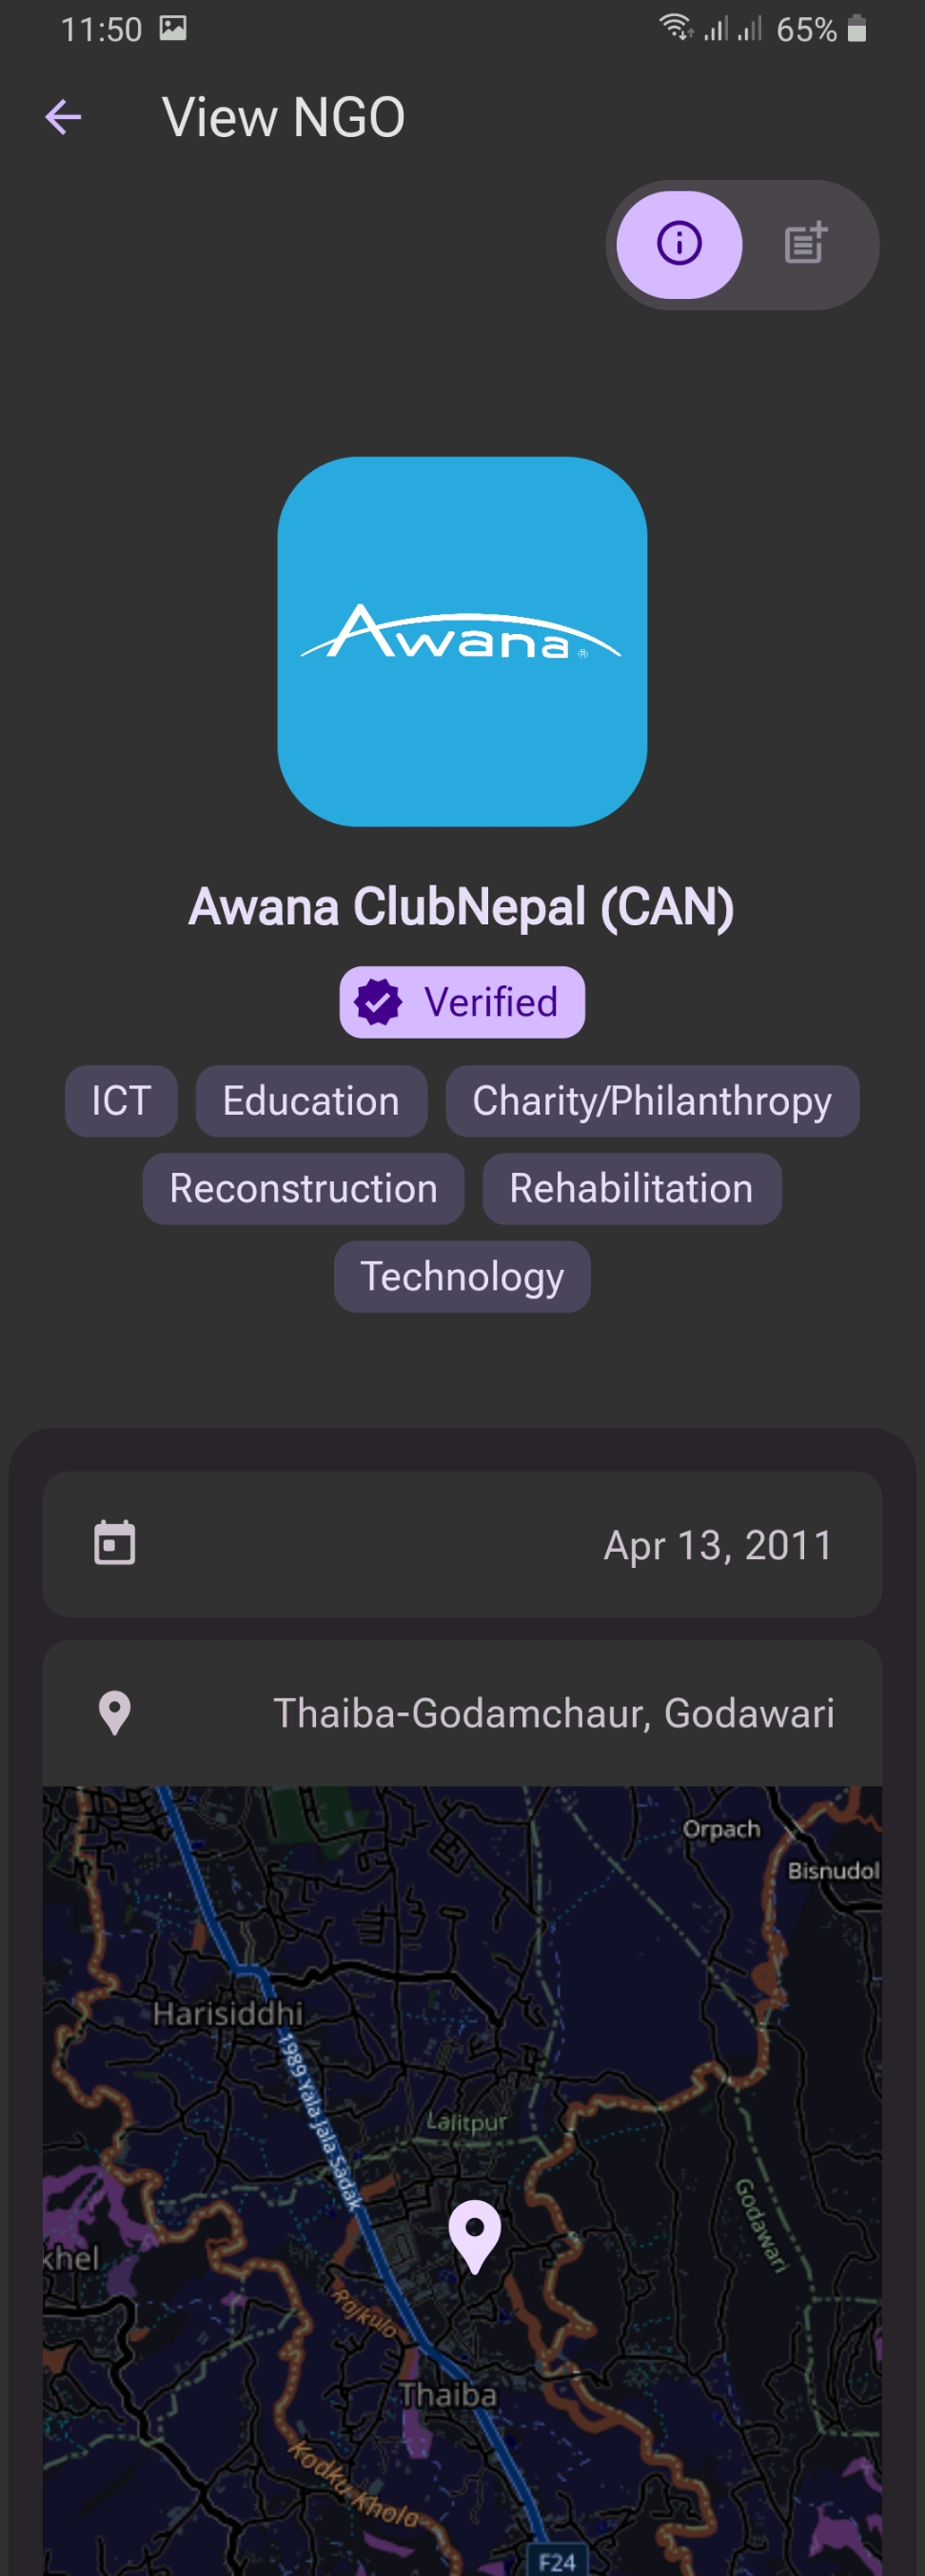 11:50 65%
View NGO
Awana ®
Awana ClubNepal (CAN)
Verified
ICT Education Charity/Philanthropy
Reconstruction Rehabilitation
Technology
Apr 13, 2011
Thaiba-Godamchaur, Godawari
Orpach
Bisnudol
Harisiddhi
1989 Yala Jala Sadak
Lalitpur
Godawari
khel
Rajkulo
Thaiba
Kodku Khola
F24